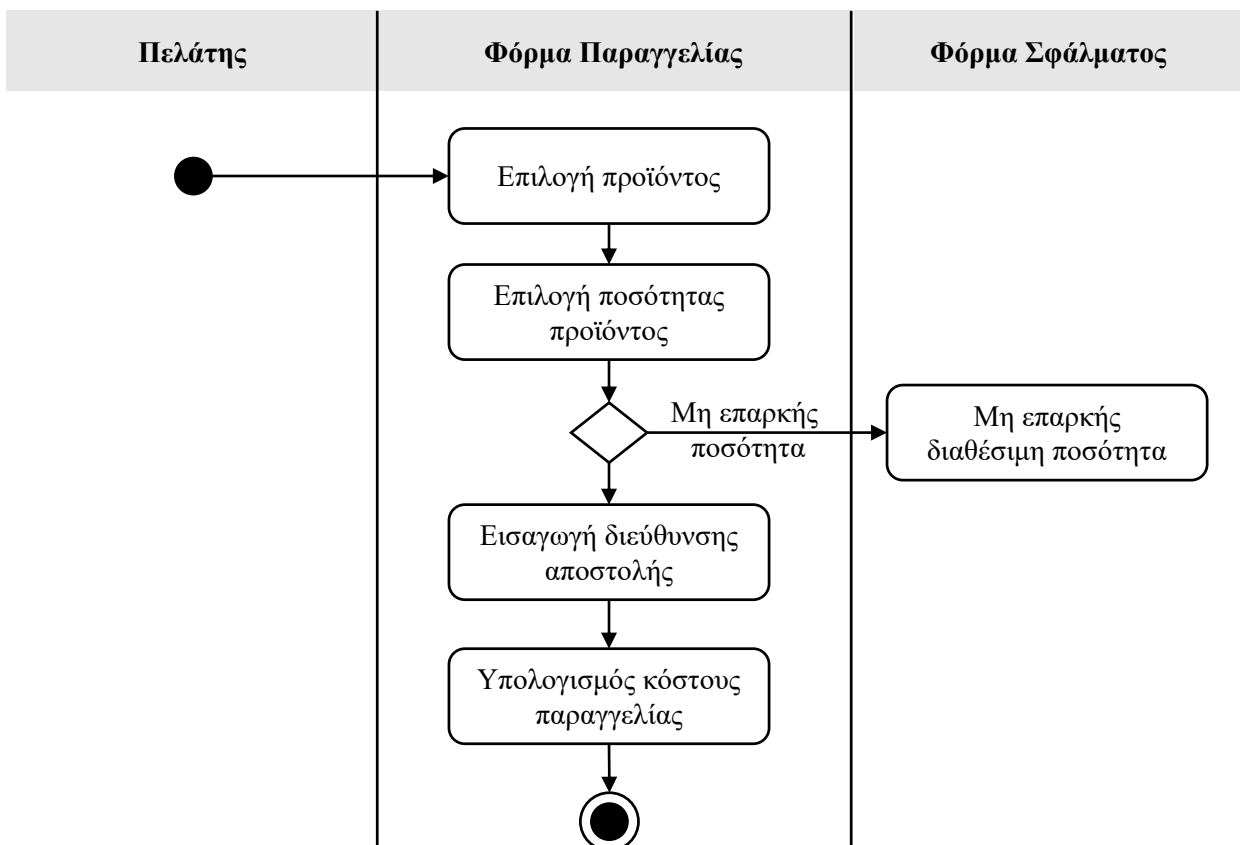 Πελάτης
Φόρμα Παραγγελίας
Φόρμα Σφάλματος
Επιλογή προϊόντος
Επιλογή ποσότητας
προϊόντος
Μη επαρκής
ποσότητα
Μη επαρκής
διαθέσιμη ποσότητα
Εισαγωγή διεύθυνσης
αποστολής
Υπολογισμός κόστους
παραγγελίας